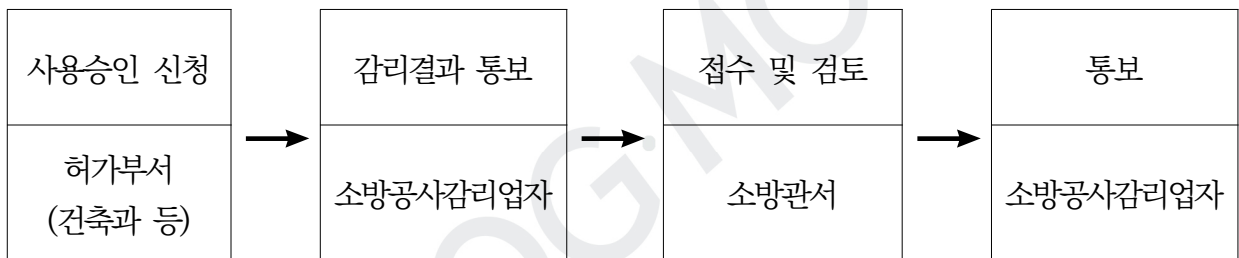 사용승인 신청
허가부서
(건축과 등)
감리결과 통보
소방공사감리업자
접수 및 검토
소방관서
통보
소방공사감리업자